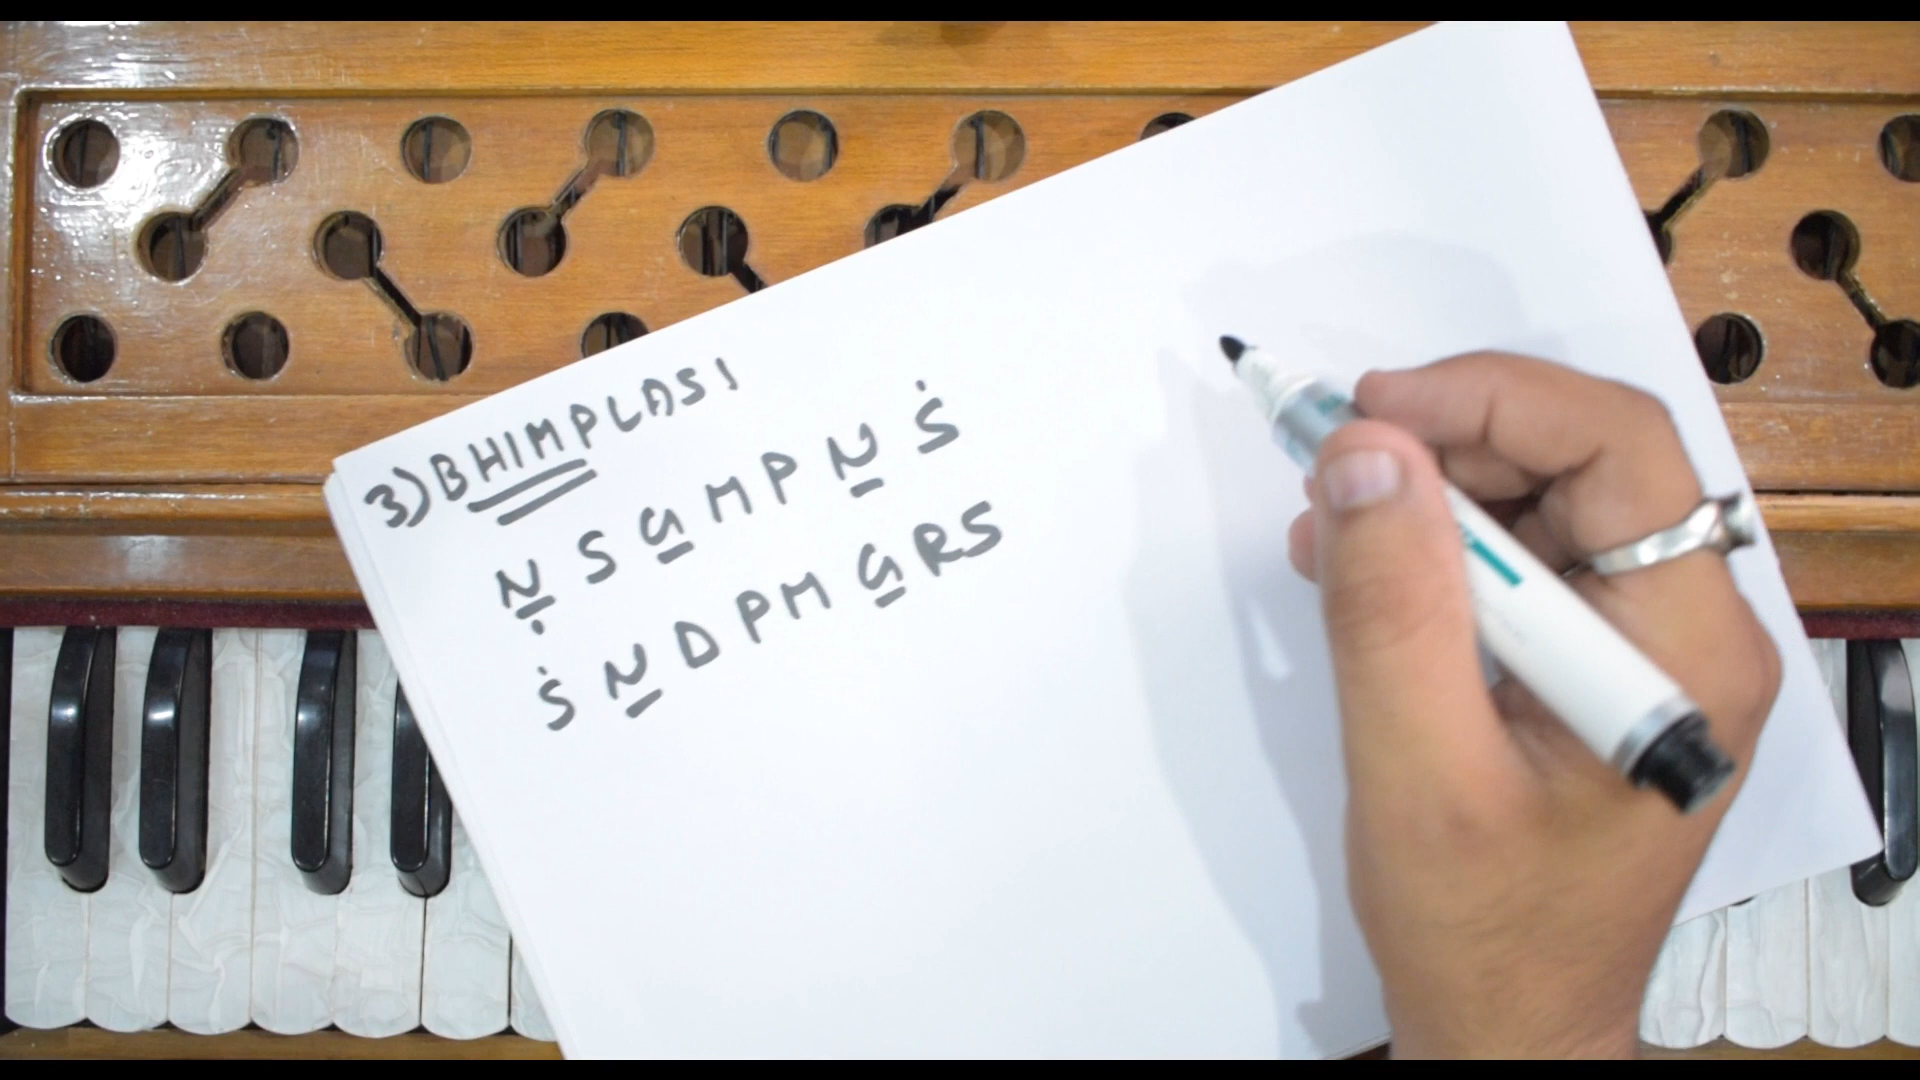 3) BHIMPLASI
Ṇ̲ S G̲ M P N̲ Ṡ
Ṡ N̲ D P M G̲ R S